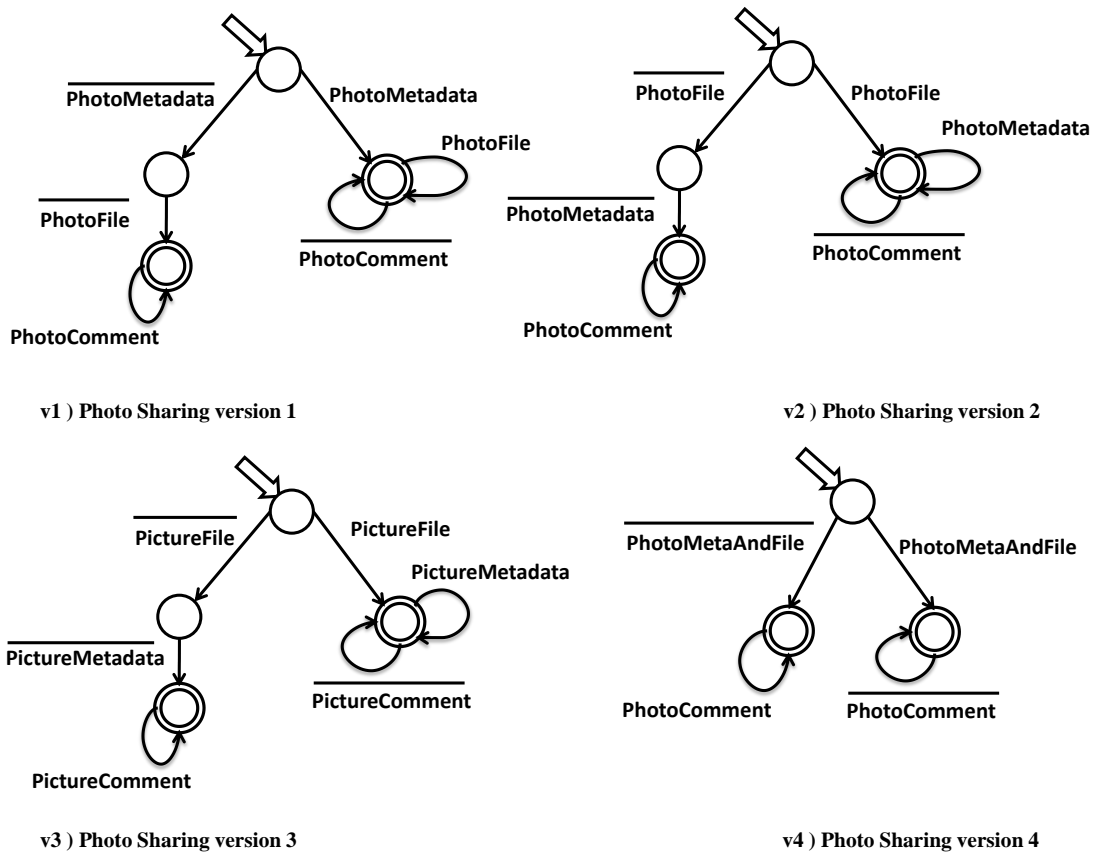 PhotoMetadata
PhotoMetadata
PhotoFile
PhotoFile
PhotoComment
PhotoComment
v1 ) Photo Sharing version 1
PhotoFile
PhotoFile
PhotoMetadata
PhotoMetadata
PhotoComment
PhotoComment
v2 ) Photo Sharing version 2
PictureFile
PictureFile
PictureMetadata
PictureMetadata
PictureComment
PictureComment
v3 ) Photo Sharing version 3
PhotoMetaAndFile
PhotoMetaAndFile
PhotoComment
PhotoComment
v4 ) Photo Sharing version 4